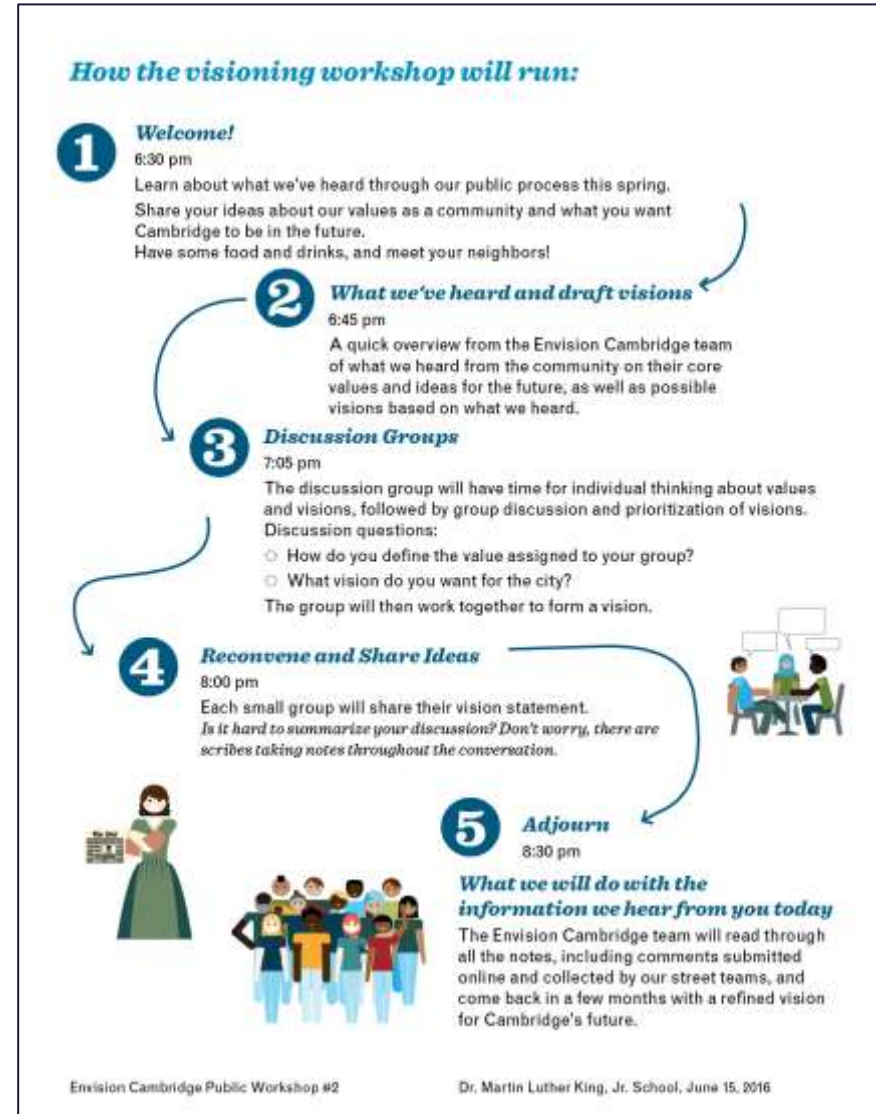 How the visioning workshop will run:
1
Welcome!
6:30 pm
Learn about what we've heard through our public process this spring.
Share your ideas about our values as a community and what you want
Cambridge to be in the future.
Have some food and drinks, and meet your neighbors!
2
What we've heard and draft visions
6:45 pm
A quick overview from the Envision Cambridge team
of what we heard from the community on their core
values and ideas for the future, as well as possible
visions based on what we heard.
3
Discussion Groups
7:05 pm
The discussion group will have time for individual thinking about values
and visions, followed by group discussion and prioritization of visions.
Discussion questions:
How do you define the value assigned to your group?
What vision do you want for the city?
The group will then work together to form a vision.
4
Reconvene and Share Ideas
8:00 pm
Each small group will share their vision statement.
Is it hard to summarize your discussion? Don't worry, there are
scribes taking notes throughout the conversation.
5
Adjourn
8:30 pm
What we will do with the
information we hear from you today
The Envision Cambridge team will read through
all the notes, including comments submitted
online and collected by our street teams, and
come back in a few months with a refined vision
for Cambridge's future.
Envision Cambridge Public Workshop #2
Dr. Martin Luther King, Jr. School, June 15, 2016